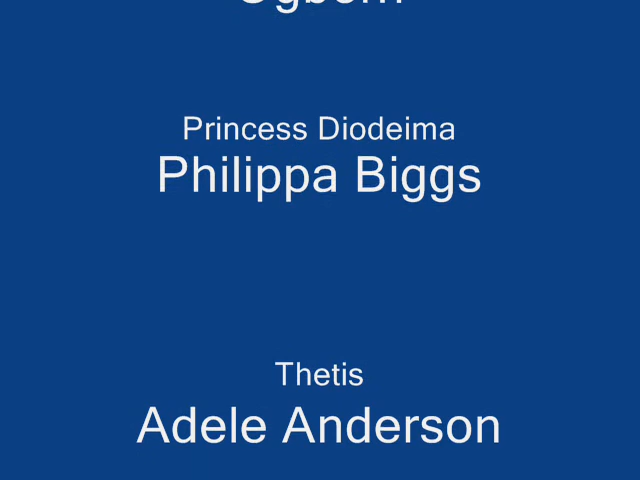 Princess Diodeima
Philippa Biggs
Thetis
Adele Anderson